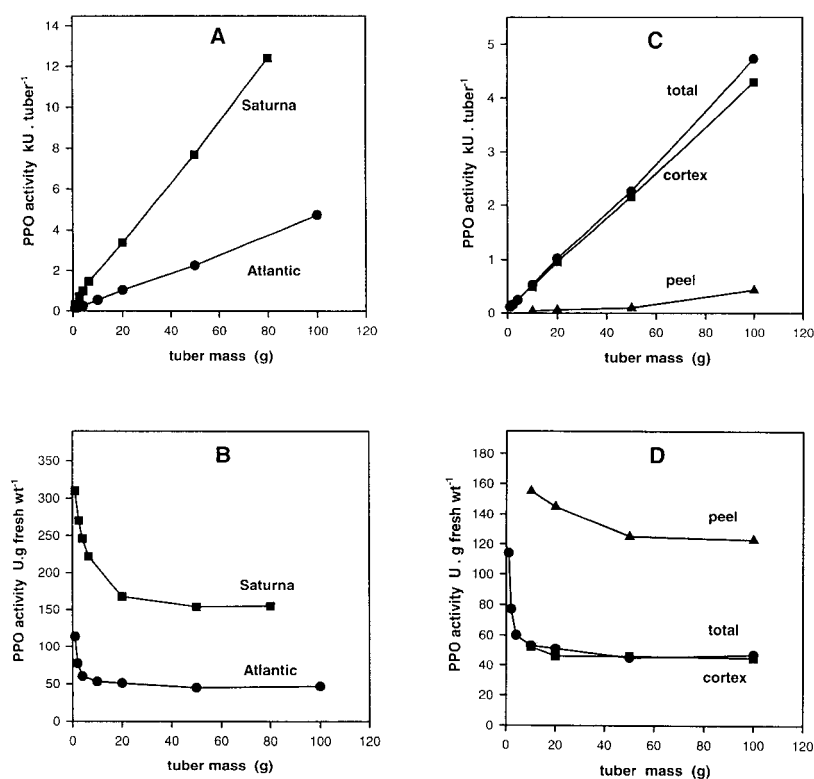 A
14
12
10
8
6
4
2
0
PPO activity kU . tuber⁻¹
Saturna
Atlantic
0 20 40 60 80 100 120
tuber mass (g)
C
5
4
3
2
1
0
PPO activity kU . tuber⁻¹
total
cortex
peel
0 20 40 60 80 100 120
tuber mass (g)
B
350
300
250
200
150
100
50
0
PPO activity U.g fresh wt⁻¹
Saturna
Atlantic
0 20 40 60 80 100 120
tuber mass (g)
D
180
160
140
120
100
80
60
40
20
0
PPO activity U . g fresh wt⁻¹
peel
total
cortex
0 20 40 60 80 100 120
tuber mass (g)